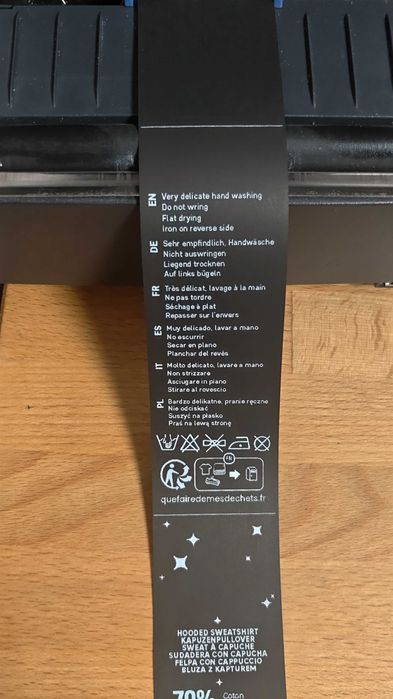 EN Very delicate hand washing
Do not wring
Flat drying
Iron on reverse side
DE Sehr empfindlich, Handwäsche
Nicht auswringen
Liegend trocknen
Auf links bügeln
FR Très délicat, lavage à la main
Ne pas tordre
Séchage à plat
Repasser sur l'envers
ES Muy delicado, lavar a mano
No escurrir
Secar en plano
Planchar del revés
IT Molto delicato, lavare a mano
Non strizzare
Asciugare in piano
Stirare al rovescio
PL Bardzo delikatne, pranie ręczne
Nie odciskać
Suszyć na płasko
Praś na lewą stronę
FR
quefairedemesdechets.fr
HOODED SWEATSHIRT
KAPUZENPULLOVER
SWEAT À CAPUCHE
SUDADERA CON CAPUCHA
FELPA CON CAPPUCCIO
BLUZA Z KAPTUREM
70% Coton